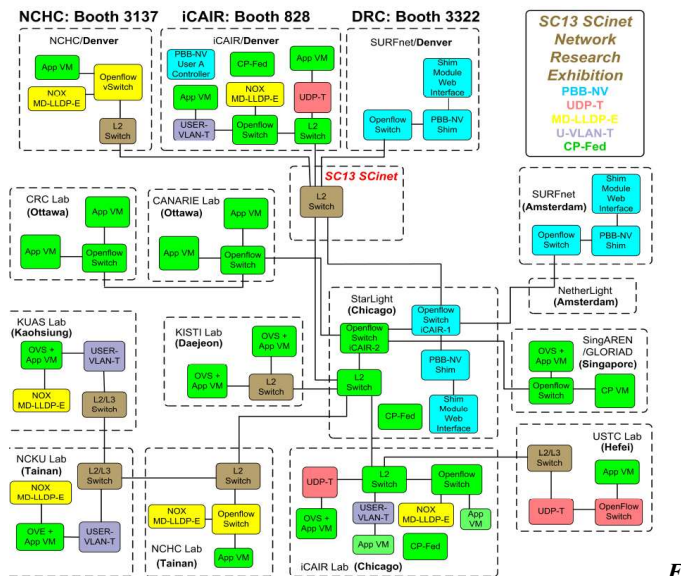 NCHC: Booth 3137
iCAIR: Booth 828
DRC: Booth 3322
NCHC/Denver
App VM
Openflow
vSwitch
NOX
MD-LLDP-E
L2
Switch
iCAIR/Denver
PBB-NV
User A
Controller
CP-Fed
App VM
App VM
NOX
MD-LLDP-E
UDP-T
USER-
VLAN-T
Openflow
Switch
L2
Switch
SURFnet/Denver
Shim
Module
Web
Interface
Openflow
Switch
PBB-NV
Shim
SC13 SCinet
Network
Research
Exhibition
PBB-NV
UDP-T
MD-LLDP-E
U-VLAN-T
CP-Fed
SC13 SCinet
L2
Switch
CRC Lab
(Ottawa)
App VM
App VM
Openflow
Switch
CANARIE Lab
(Ottawa)
App VM
App VM
Openflow
Switch
SURFnet
(Amsterdam)
Shim
Module
Web
Interface
Openflow
Switch
PBB-NV
Shim
NetherLight
(Amsterdam)
KUAS Lab
(Kaohsiung)
OVS +
App VM
USER-
VLAN-T
NOX
MD-LLDP-E
L2/L3
Switch
KISTI Lab
(Daejeon)
OVS +
App VM
OVS +
App VM
L2
Switch
StarLight
(Chicago)
Openflow
Switch
iCAIR-1
Openflow
Switch
iCAIR-2
PBB-NV
Shim
L2
Switch
CP-Fed
Shim
Module
Web
Interface
SingAREN
/GLORIAD
(Singapore)
OVS +
App VM
Openflow
Switch
CP VM
NCKU Lab
(Tainan)
L2/L3
Switch
NOX
MD-LLDP-E
OVE +
App VM
USER-
VLAN-T
L2
Switch
NOX
MD-LLDP-E
Openflow
Switch
NCHC Lab
(Tainan)
App VM
UDP-T
L2
Switch
Openflow
Switch
OVS +
App VM
USER-
VLAN-T
NOX
MD-LLDP-E
App
VM
App VM
CP-Fed
iCAIR Lab (Chicago)
USTC Lab
(Hefei)
L2/L3
Switch
App VM
UDP-T
OpenFlow
Switch
F